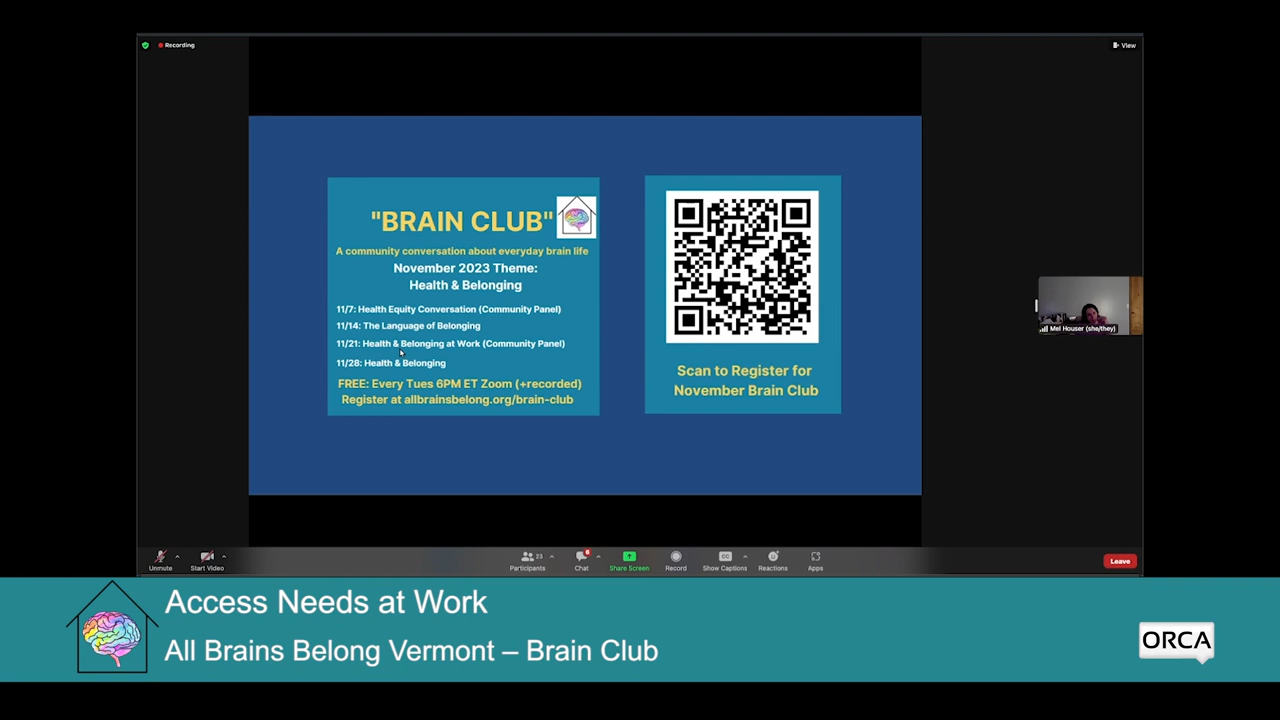 Recording
View
"BRAIN CLUB"
A community conversation about everyday brain life
November 2023 Theme:
Health & Belonging
11/7: Health Equity Conversation (Community Panel)
11/14: The Language of Belonging
11/21: Health & Belonging at Work (Community Panel)
11/28: Health & Belonging
FREE: Every Tues 6PM ET Zoom (+recorded)
Register at allbrainsbelong.org/brain-club
Scan to Register for
November Brain Club
Mel Houser (she/they)
Unmute
Start Video
23
Participants
6
Chat
Share Screen
Record
CC
Show Captions
Reactions
Apps
Leave
Access Needs at Work
All Brains Belong Vermont – Brain Club
ORCA